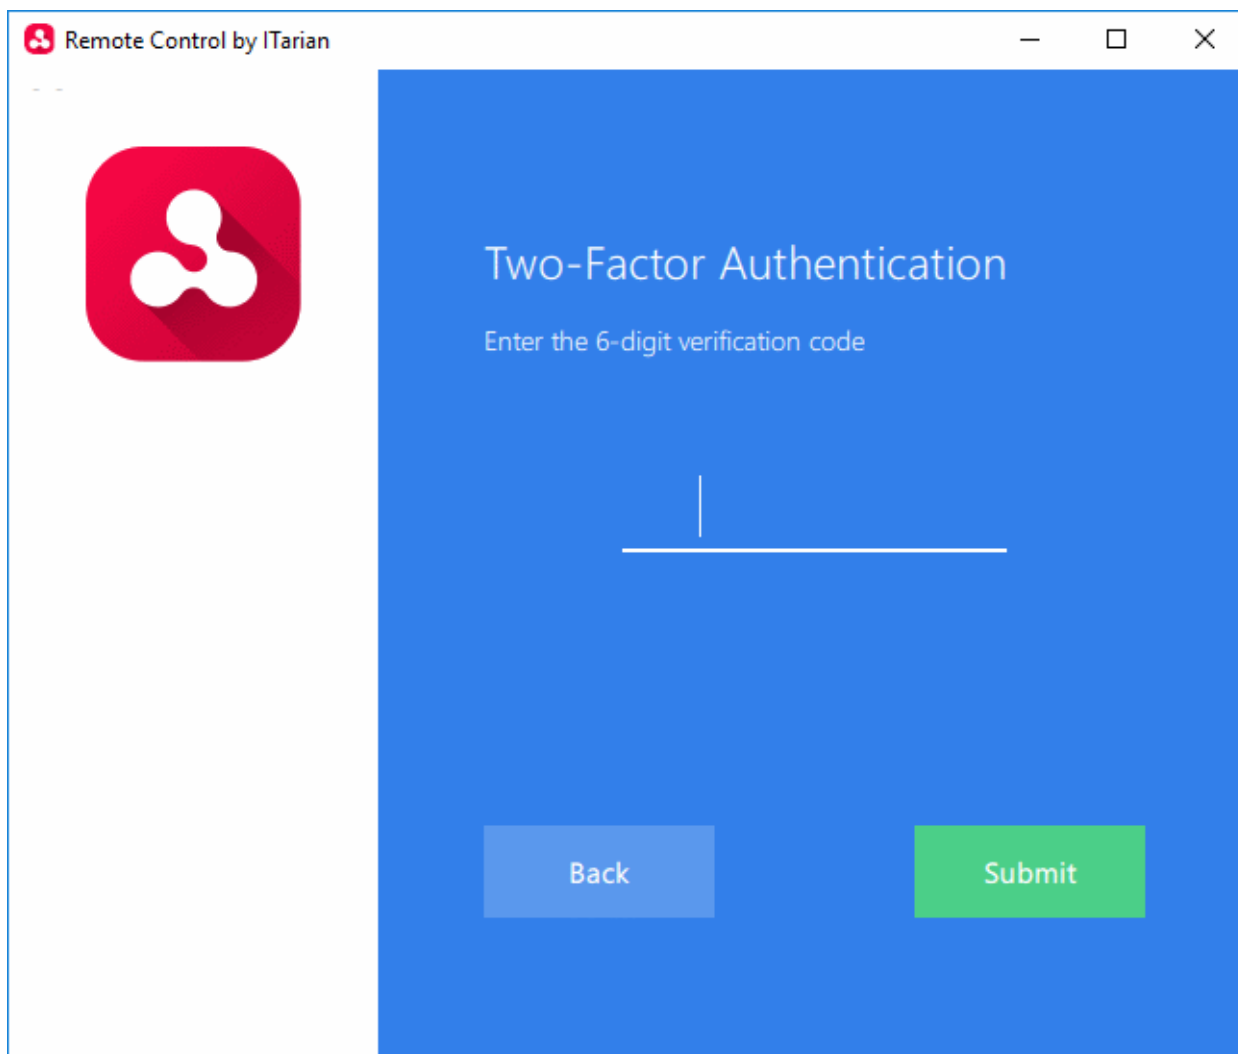 Remote Control by ITarian
Two-Factor Authentication
Enter the 6-digit verification code
Back
Submit